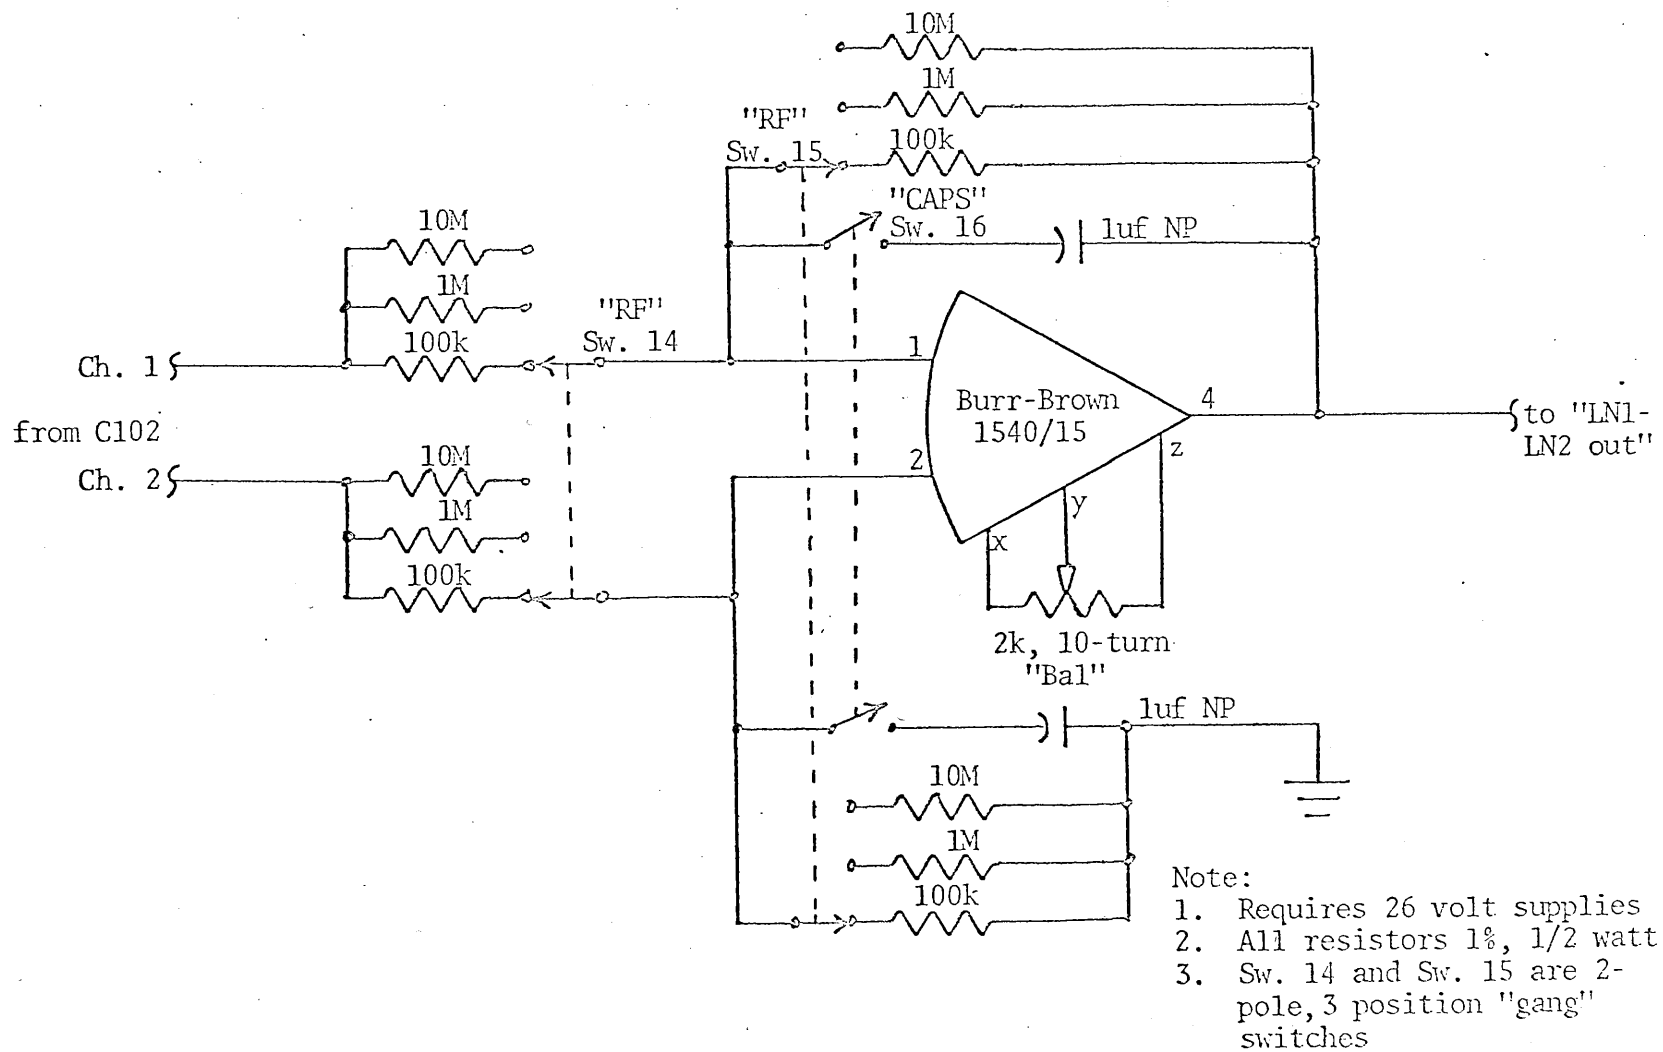 10M
1M
"RF"
Sw. 15
100k
"CAPS"
Sw. 16
1uf NP
10M
1M
"RF"
Sw. 14
100k
Ch. 1
1
Burr-Brown
1540/15
4
to "LN1-
LN2 out"
from C102
Ch. 2
10M
2
z
1M
y
x
100k
2k, 10-turn
"Bal"
1uf NP
10M
1M
100k
Note:
1. Requires 26 volt supplies
2. All resistors 1%, 1/2 watt
3. Sw. 14 and Sw. 15 are 2-
pole, 3 position "gang"
switches